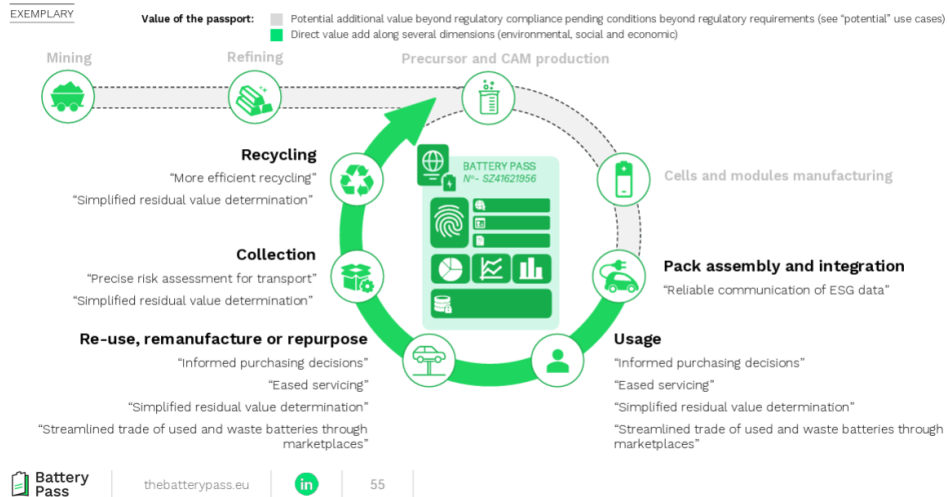 EXEMPLARY
Value of the passport:
Potential additional value beyond regulatory compliance pending conditions beyond regulatory requirements (see “potential” use cases)
Direct value add along several dimensions (environmental, social and economic)
Mining
Refining
Precursor and CAM production
Recycling
“More efficient recycling”
“Simplified residual value determination”
BATTERY PASS
Nº- SZ41621956
Cells and modules manufacturing
Collection
“Precise risk assessment for transport”
“Simplified residual value determination”
Pack assembly and integration
“Reliable communication of ESG data”
Re-use, remanufacture or repurpose
“Informed purchasing decisions”
“Eased servicing”
“Simplified residual value determination”
“Streamlined trade of used and waste batteries through
marketplaces”
Usage
“Informed purchasing decisions”
“Eased servicing”
“Simplified residual value determination”
“Streamlined trade of used and waste batteries through
marketplaces”
Battery
Pass
thebatterypass.eu
in
55